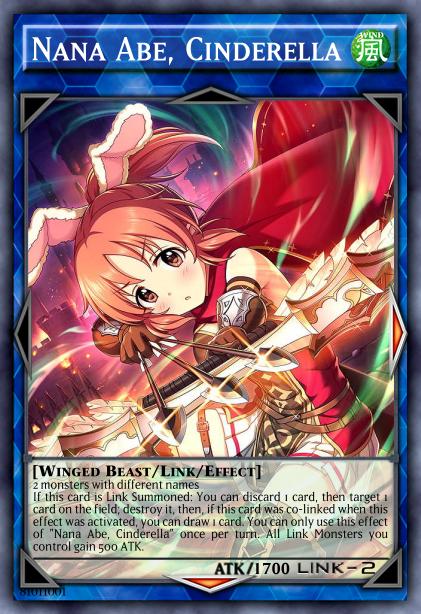 Nana Abe, Cinderella
WIND
風
[Winged Beast/Link/Effect]
2 monsters with different names
If this card is Link Summoned: You can discard 1 card, then target 1
card on the field; destroy it, then, if this card was co-linked when this
effect was activated, you can draw 1 card. You can only use this effect
of "Nana Abe, Cinderella" once per turn. All Link Monsters you
control gain 500 ATK.
ATK/1700 LINK-2
81011001